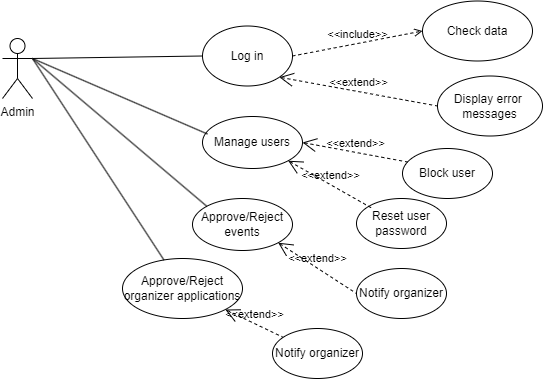 <<include>>
Check data
Log in
<<extend>>
Display error
messages
Admin
Manage users
<<extend>>
Block user
<<extend>>
Reset user
password
Approve/Reject
events
<<extend>>
Notify organizer
Approve/Reject
organizer applications
<<extend>>
Notify organizer